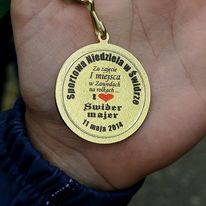 Sportowa Niedziela w Świdrze
Za zajęcie
I miejsca
w Zawodach
na rolkach ...
I ❤
Świder
majer
11 maja 2014